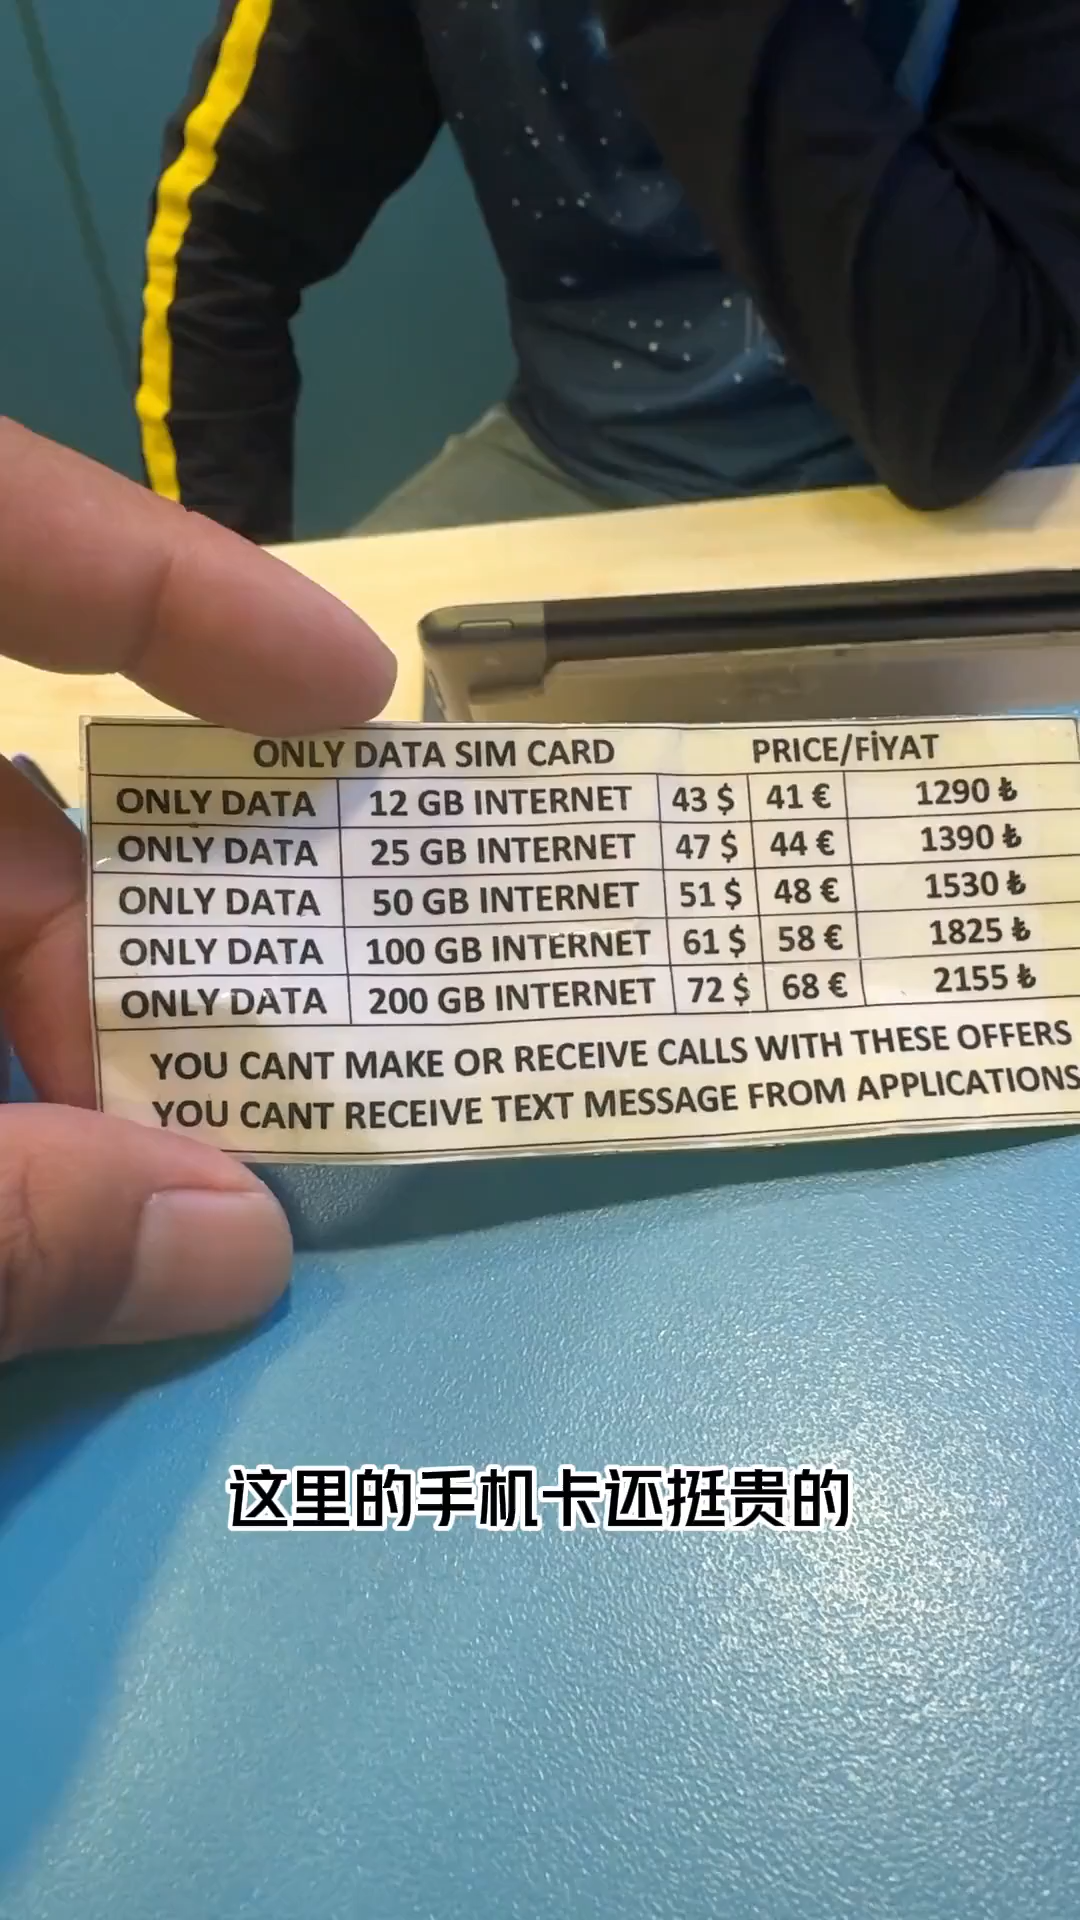 ONLY DATA SIM CARD PRICE/FİYAT
ONLY DATA 12 GB INTERNET 43 $ 41 € 1290 ₺
ONLY DATA 25 GB INTERNET 47 $ 44 € 1390 ₺
ONLY DATA 50 GB INTERNET 51 $ 48 € 1530 ₺
ONLY DATA 100 GB INTERNET 61 $ 58 € 1825 ₺
ONLY DATA 200 GB INTERNET 72 $ 68 € 2155 ₺
YOU CANT MAKE OR RECEIVE CALLS WITH THESE OFFERS
YOU CANT RECEIVE TEXT MESSAGE FROM APPLICATIONS
这里的手机卡还挺贵的